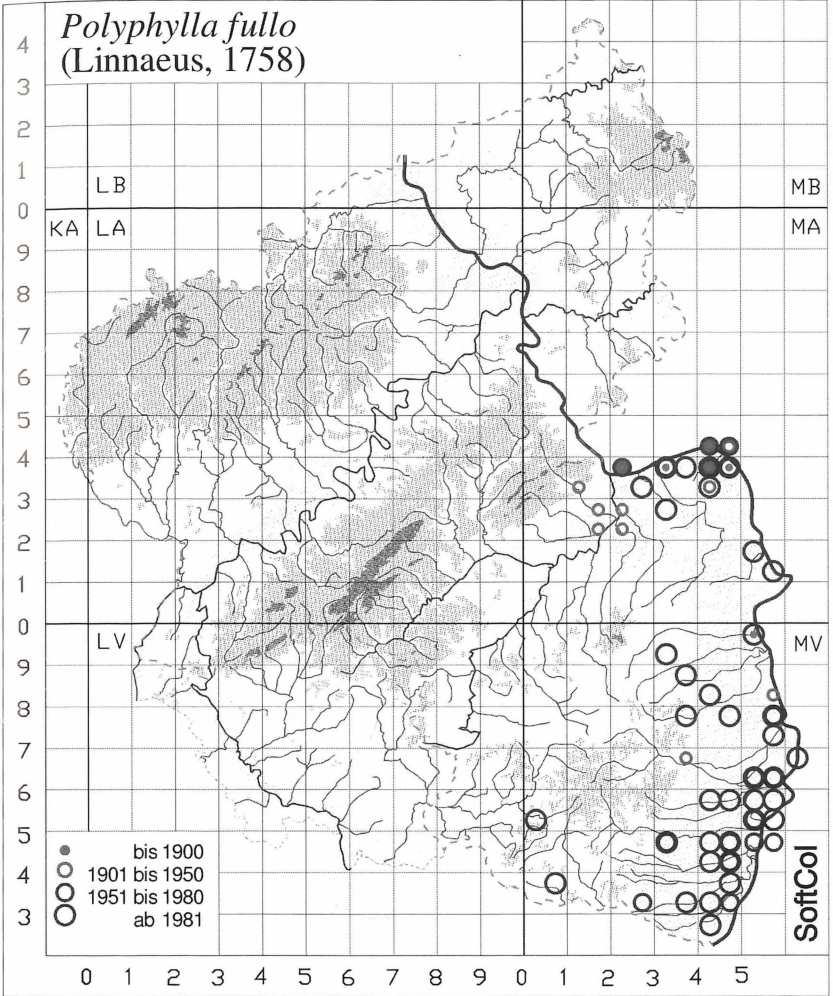 Polyphylla fullo
(Linnaeus, 1758)
4
3
2
1
LB
MB
0
KA
LA
MA
9
8
7
6
5
4
3
2
1
0
LV
MV
9
8
7
6
5
4
3
bis 1900
1901 bis 1950
1951 bis 1980
ab 1981
SoftCol
0 1 2 3 4 5 6 7 8 9 0 1 2 3 4 5